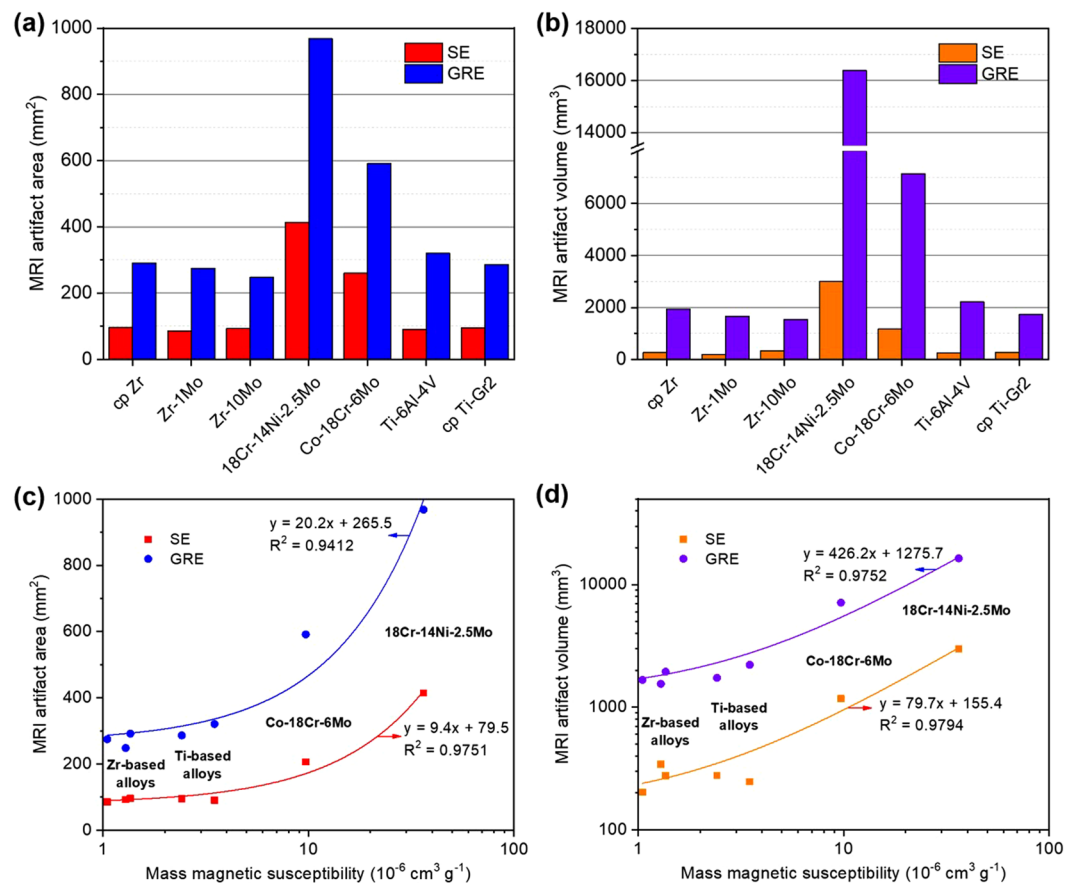 (a)
1000
800
600
400
200
0
MRI artifact area (mm²)
SE
GRE
cp Zr
Zr-1Mo
Zr-10Mo
18Cr-14Ni-2.5Mo
Co-18Cr-6Mo
Ti-6Al-4V
cp Ti-Gr2
(b)
18000
16000
14000
6000
4000
2000
0
MRI artifact volume (mm³)
SE
GRE
cp Zr
Zr-1Mo
Zr-10Mo
18Cr-14Ni-2.5Mo
Co-18Cr-6Mo
Ti-6Al-4V
cp Ti-Gr2
(c)
1000
800
600
400
200
0
MRI artifact area (mm²)
SE
GRE
y = 20.2x + 265.5
R² = 0.9412
18Cr-14Ni-2.5Mo
Co-18Cr-6Mo
Ti-based
alloys
Zr-based
alloys
y = 9.4x + 79.5
R² = 0.9751
1
10
100
Mass magnetic susceptibility (10⁻⁶ cm³ g⁻¹)
(d)
10000
1000
100
MRI artifact volume (mm³)
SE
GRE
y = 426.2x + 1275.7
R² = 0.9752
18Cr-14Ni-2.5Mo
Co-18Cr-6Mo
Ti-based
alloys
Zr-based
alloys
y = 79.7x + 155.4
R² = 0.9794
1
10
100
Mass magnetic susceptibility (10⁻⁶ cm³ g⁻¹)